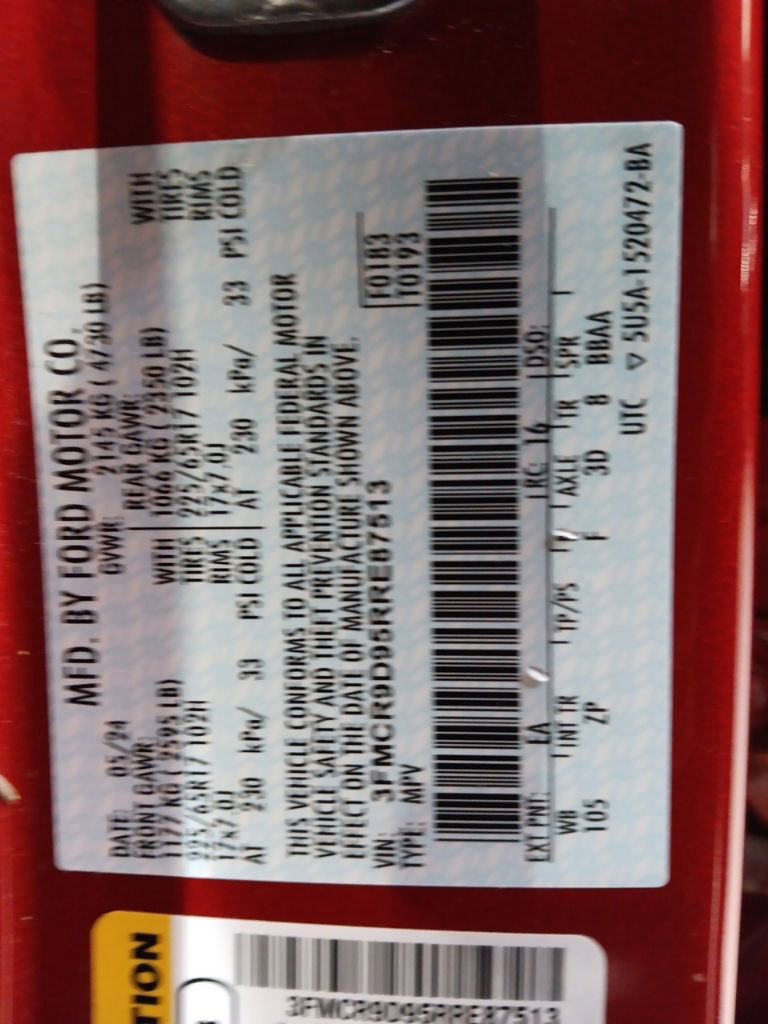 MFD. BY FORD MOTOR CO.
DATE: 05/24 GVWR: 2145 KG ( 4730 LB)
FRONT GAWR: REAR GAWR:
1177 KG ( 2595 LB) WITH 1066 KG ( 2350 LB) WITH
225/65R17 102H TIRES 225/65R17 102H TIRES
17x7.0J RIMS 17x7.0J RIMS
AT 230 kPa/ 33 PSI COLD AT 230 kPa/ 33 PSI COLD
THIS VEHICLE CONFORMS TO ALL APPLICABLE FEDERAL MOTOR
VEHICLE SAFETY AND THEFT PREVENTION STANDARDS IN
EFFECT ON THE DATE OF MANUFACTURE SHOWN ABOVE.
VIN: 3FMCR9D95RRE87513 F0183
TYPE: MPV T0193
EXT PNT: EA RC: 16 DSO:
WB INT TR TP/PS AXLE TR SPR
105 ZP F 3D 8 BBAA
UTC ▽ 5U5A-1520472-BA
TION
3FMCR9D95RRE87513